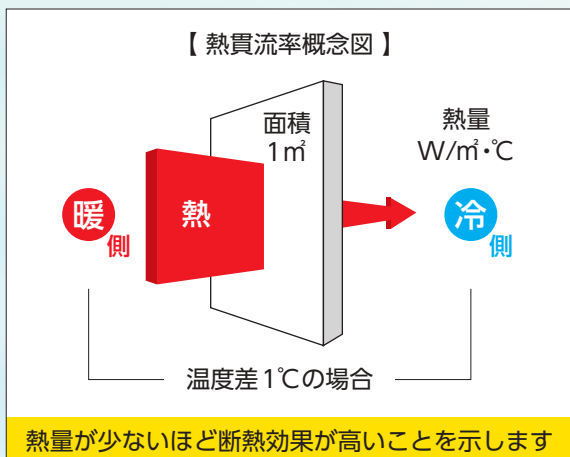 【 熱貫流率概念図 】
面積
1㎡
熱量
W/㎡・℃
暖
側
熱
冷
側
温度差1℃の場合
熱量が少ないほど断熱効果が高いことを示します